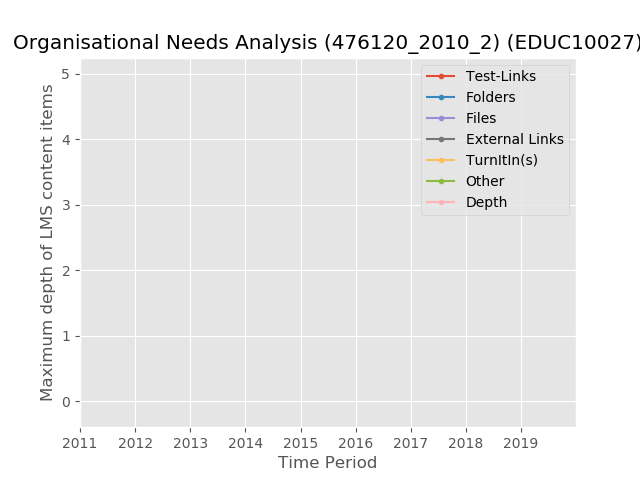 Organisational Needs Analysis (476120_2010_2) (EDUC10027)
Maximum depth of LMS content items
5
4
3
2
1
0
Test-Links
Folders
Files
External Links
TurnItIn(s)
Other
Depth
2011 2012 2013 2014 2015 2016 2017 2018 2019
Time Period